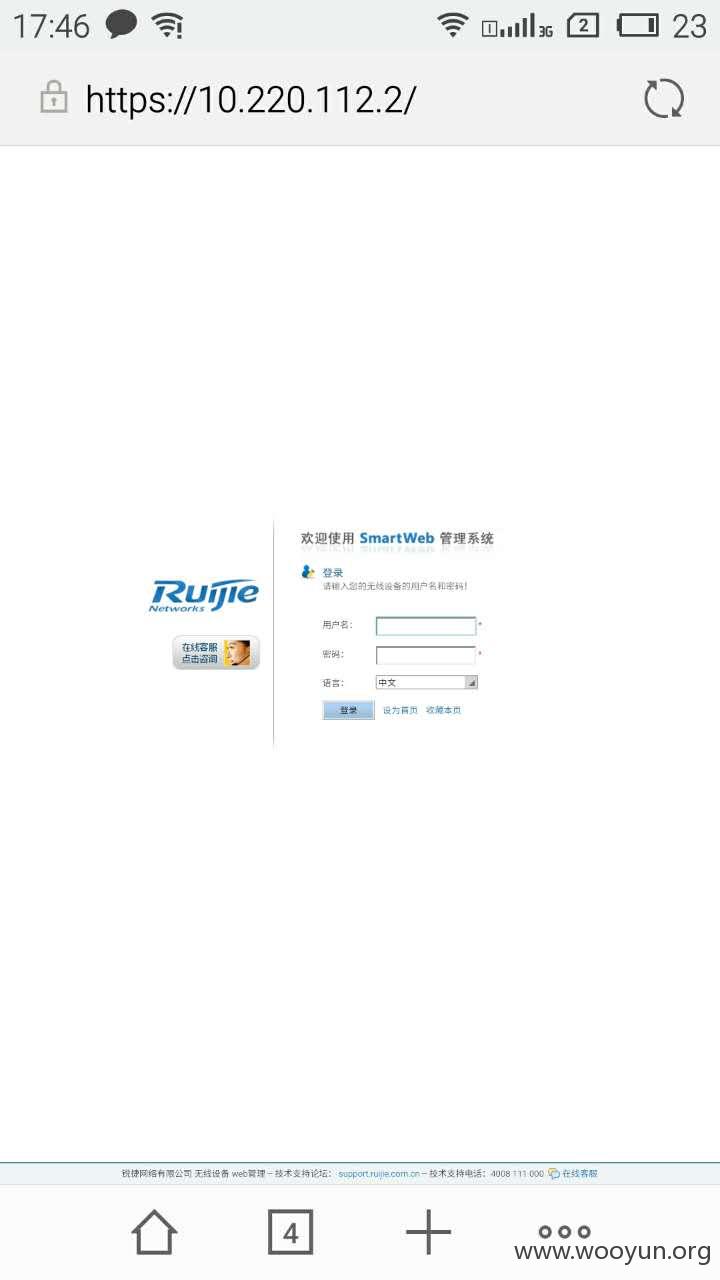 17:46 3G 2 23
https://10.220.112.2/
欢迎使用 SmartWeb 管理系统
登录
请输入您的无线设备的用户名和密码!
Ruijie
Networks
在线客服
点击咨询
用户名： *
密码： *
语言： 中文
登录 设为首页 收藏本页
锐捷网络有限公司 无线设备 web管理 – 技术支持论坛： support.ruijie.com.cn – 技术支持电话：4008 111 000 在线客服
4
www.wooyun.org